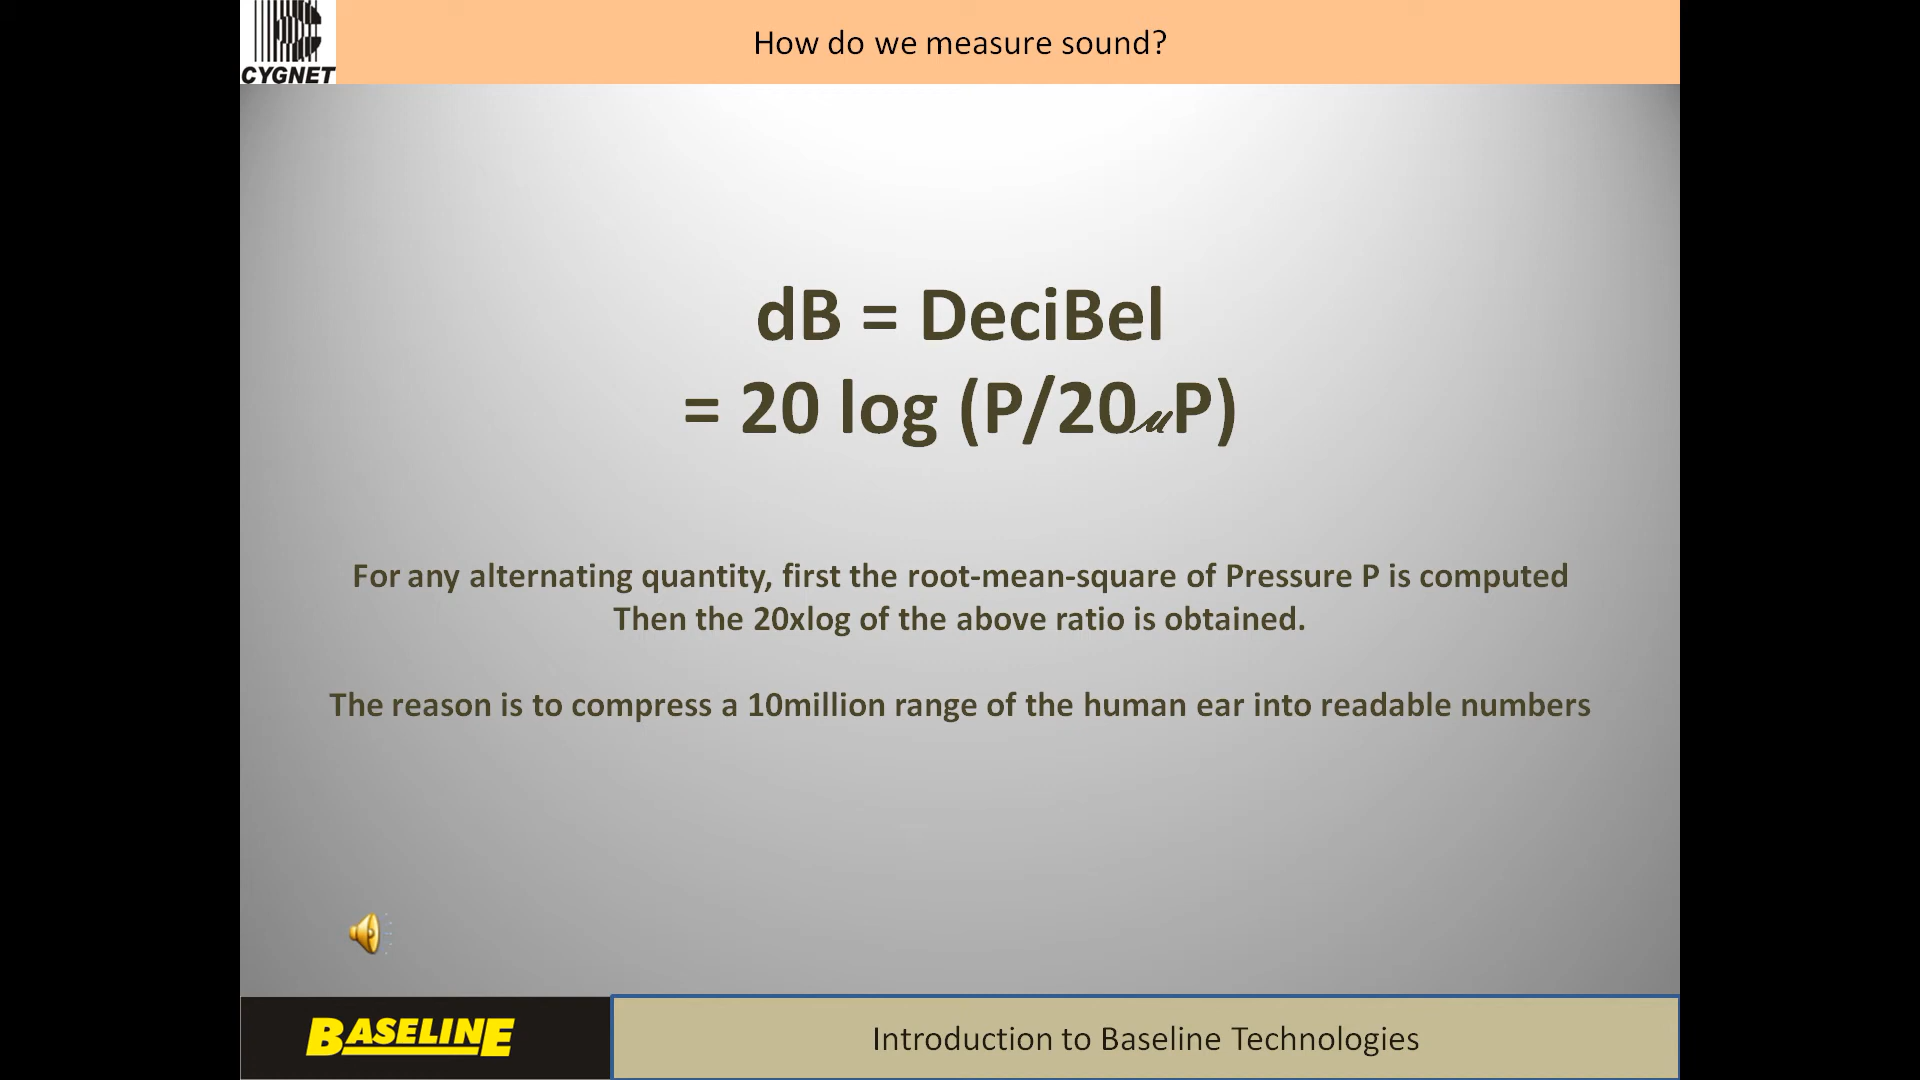 CYGNET
How do we measure sound?
dB = DeciBel
= 20 log (P/20𝓊P)
For any alternating quantity, first the root-mean-square of Pressure P is computed
Then the 20xlog of the above ratio is obtained.
The reason is to compress a 10million range of the human ear into readable numbers
BASELINE
Introduction to Baseline Technologies